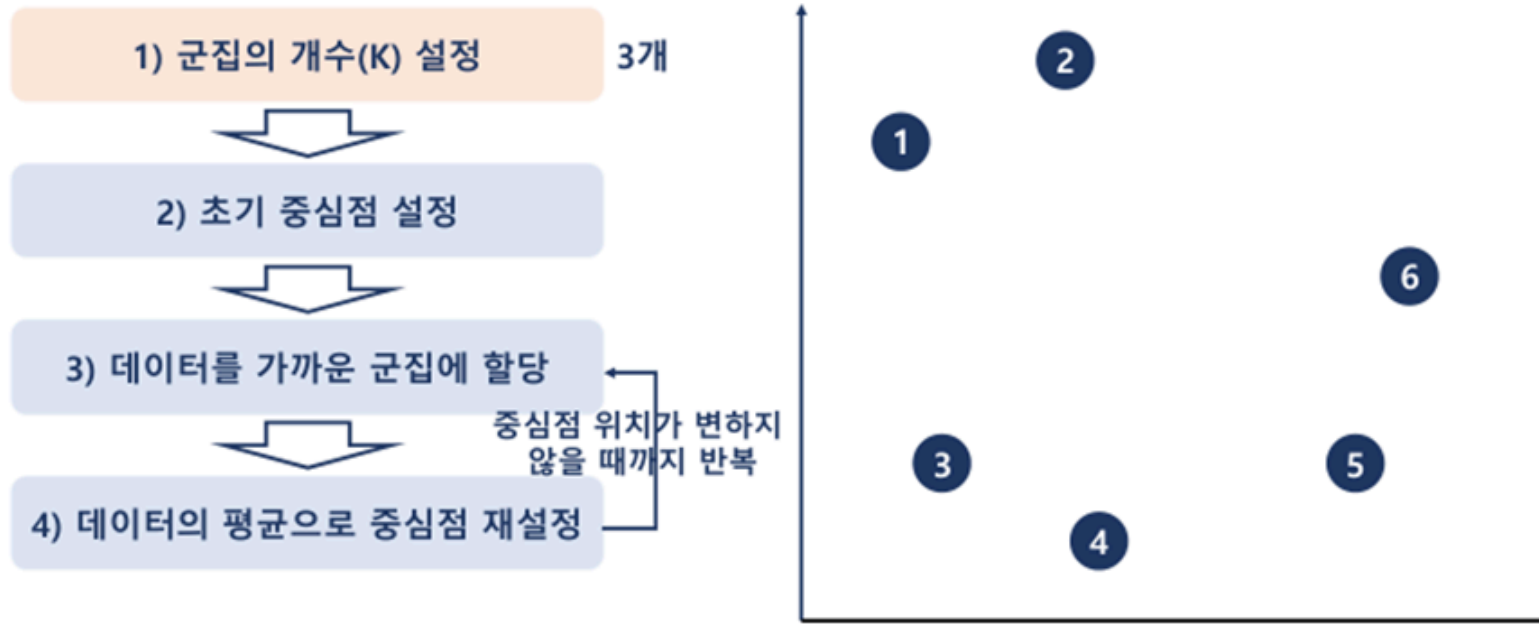 1) 군집의 개수(K) 설정
3개
2) 초기 중심점 설정
3) 데이터를 가까운 군집에 할당
중심점 위치가 변하지
않을 때까지 반복
4) 데이터의 평균으로 중심점 재설정
2
1
6
3
5
4